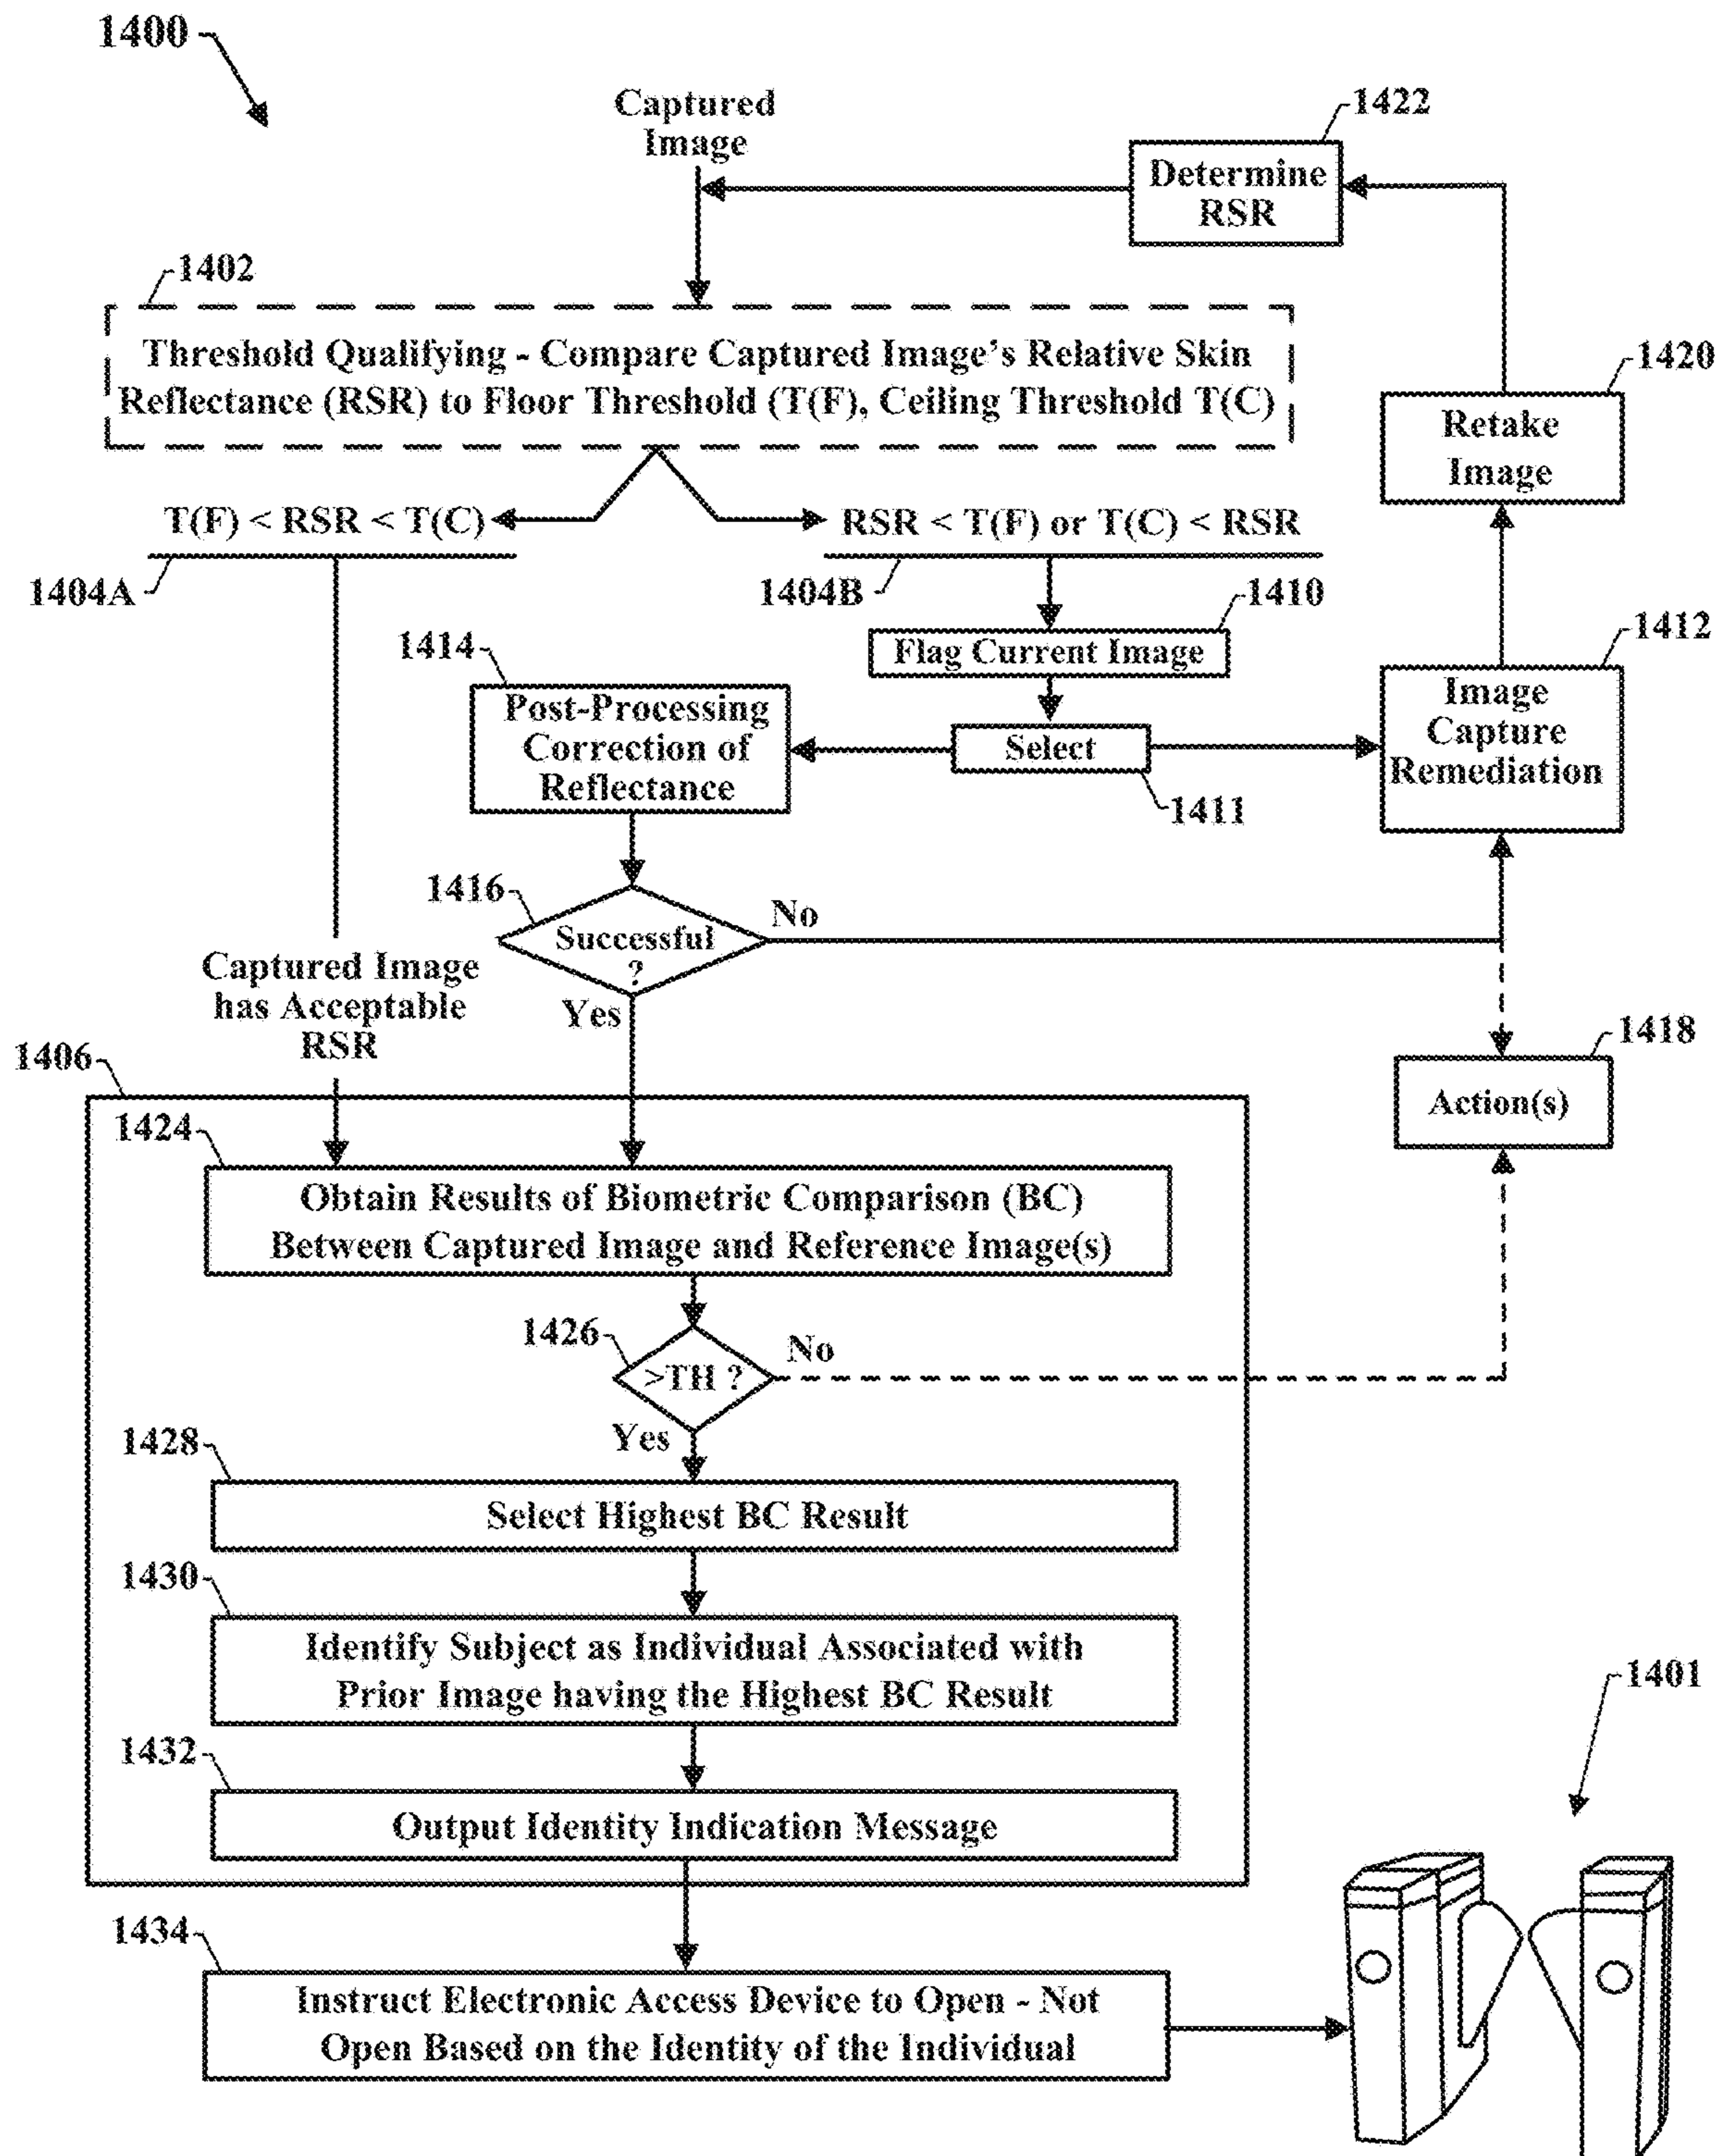 1400
Captured
Image
1422
Determine
RSR
1402
Threshold Qualifying - Compare Captured Image's Relative Skin
Reflectance (RSR) to Floor Threshold (T(F), Ceiling Threshold T(C)
1420
Retake
Image
T(F) < RSR < T(C)
RSR < T(F) or T(C) < RSR
1404A
1404B
1410
Flag Current Image
1412
Image
Capture
Remediation
1414
Post-Processing
Correction of
Reflectance
Select
1411
1416
Successful
?
No
Yes
Captured Image
has Acceptable
RSR
1418
Action(s)
1406
1424
Obtain Results of Biometric Comparison (BC)
Between Captured Image and Reference Image(s)
1426
>TH ?
No
Yes
1428
Select Highest BC Result
1430
Identify Subject as Individual Associated with
Prior Image having the Highest BC Result
1401
1432
Output Identity Indication Message
1434
Instruct Electronic Access Device to Open - Not
Open Based on the Identity of the Individual